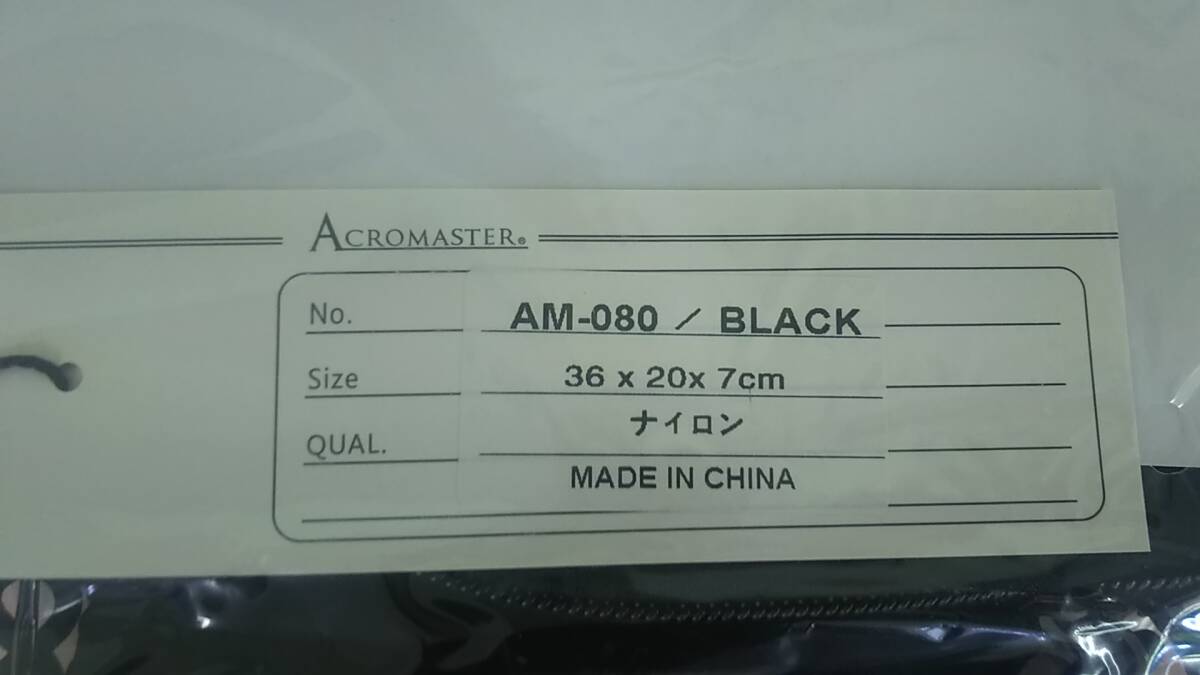 ACROMASTER®
No. AM-080 / BLACK
Size 36 x 20x 7cm
QUAL. ナイロン
MADE IN CHINA